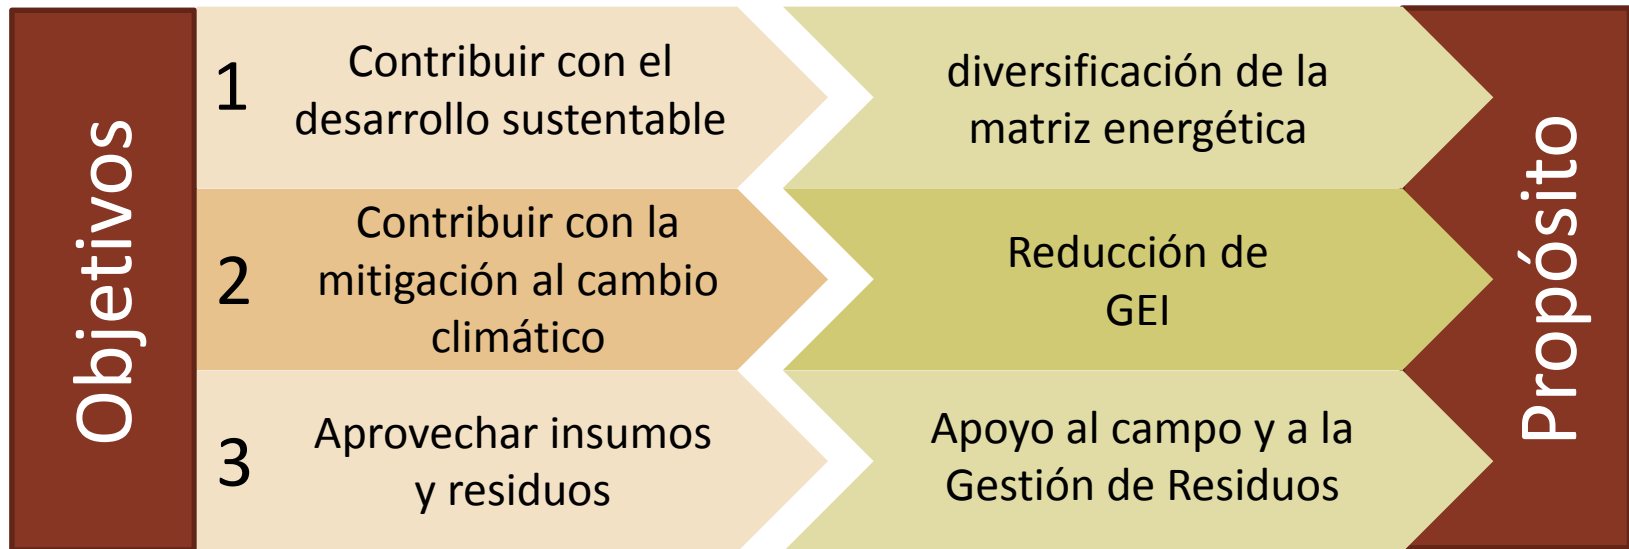 Objetivos
1
Contribuir con el
desarrollo sustentable
diversificación de la
matriz energética
2
Contribuir con la
mitigación al cambio
climático
Reducción de
GEI
3
Aprovechar insumos
y residuos
Apoyo al campo y a la
Gestión de Residuos
Propósito